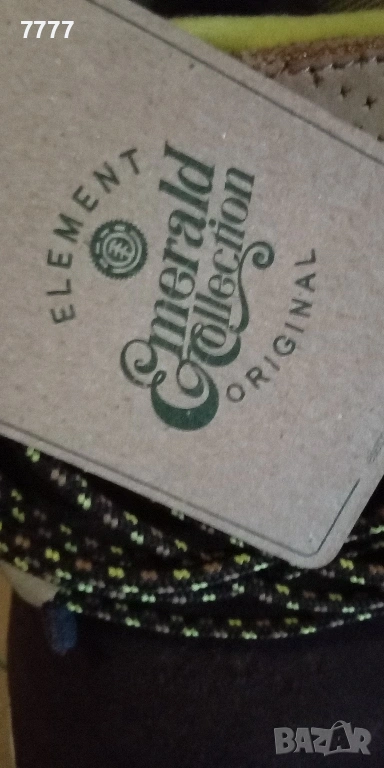 7777
ELEMENT
Emerald
Collection
ORIGINAL
BAZAR